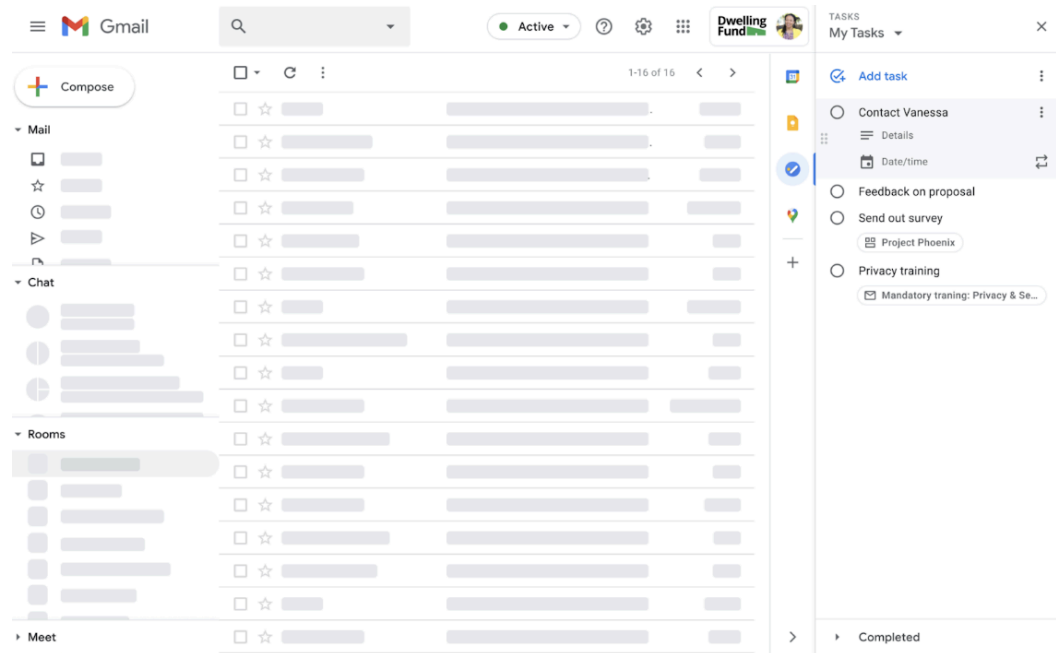 Gmail
Active
Dwelling
Fund
TASKS
My Tasks
Compose
1-16 of 16
31
Add task
Mail
Contact Vanessa
Details
Date/time
Feedback on proposal
Send out survey
Project Phoenix
Privacy training
Mandatory traning: Privacy & Se...
Chat
Rooms
Meet
Completed